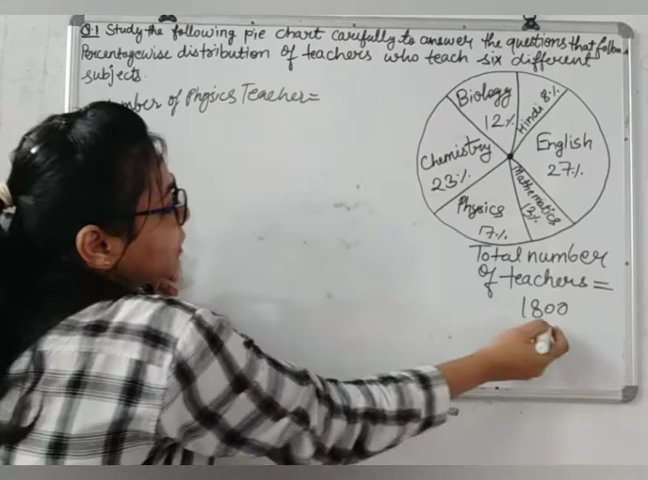 Q.1 Study the following pie chart carefully to answer the questions that follow
Percentagewise distribution of teachers who teach six different
subjects.
of Physics Teacher=
Biology
12%
Hindi 8%
English
27%
Chemistry
23%
Mathematics
13%
Physics
17%
Total number
of teachers =
1800